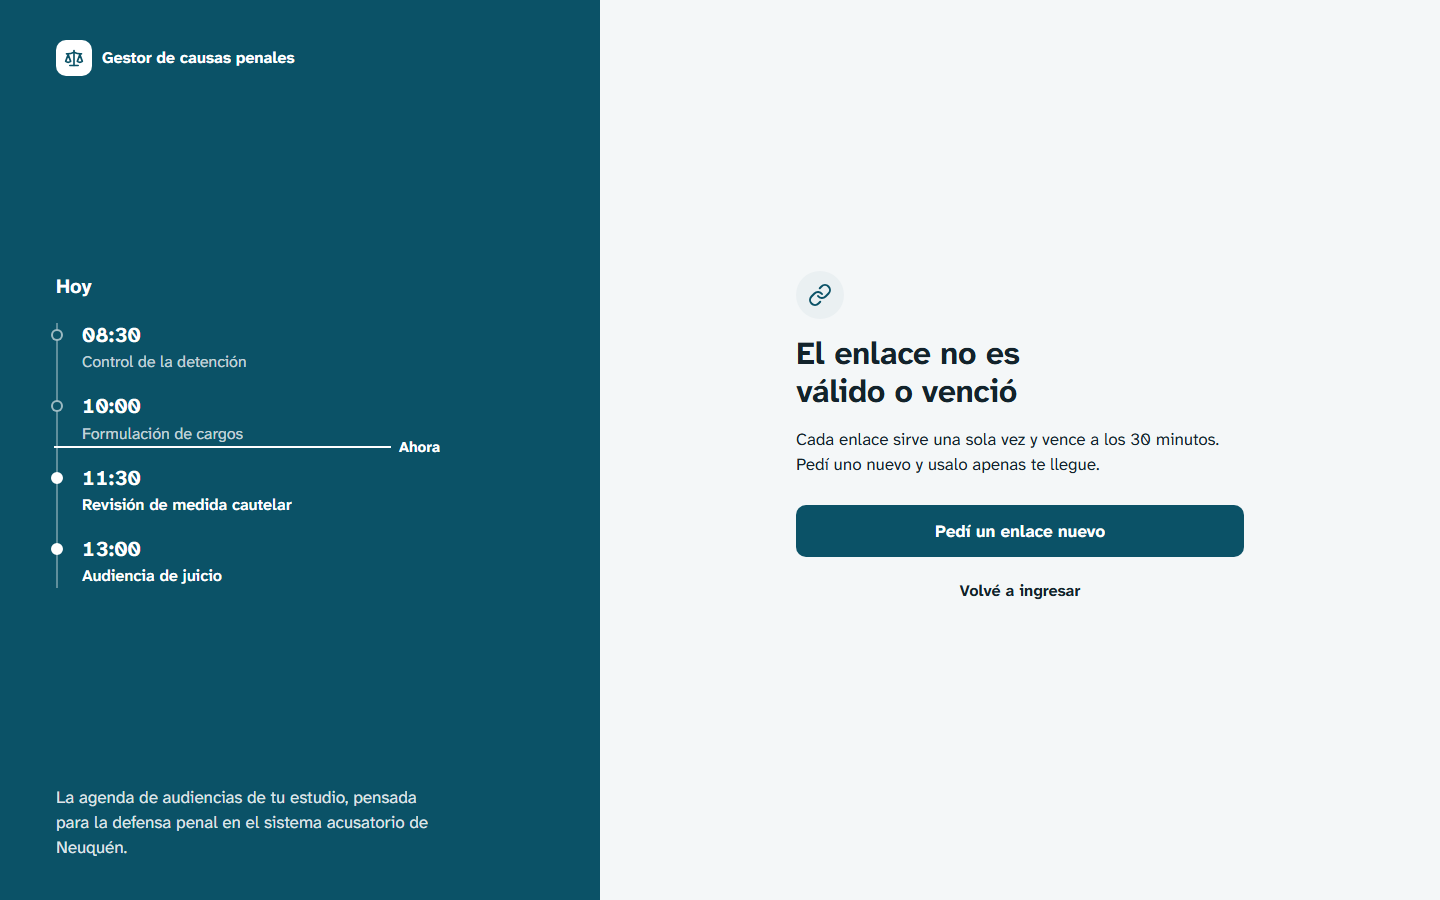 Gestor de causas penales
Hoy
08:30
Control de la detención
10:00
Formulación de cargos
Ahora
11:30
Revisión de medida cautelar
13:00
Audiencia de juicio
La agenda de audiencias de tu estudio, pensada
para la defensa penal en el sistema acusatorio de
Neuquén.
El enlace no es
válido o venció
Cada enlace sirve una sola vez y vence a los 30 minutos.
Pedí uno nuevo y usalo apenas te llegue.
Pedí un enlace nuevo
Volvé a ingresar